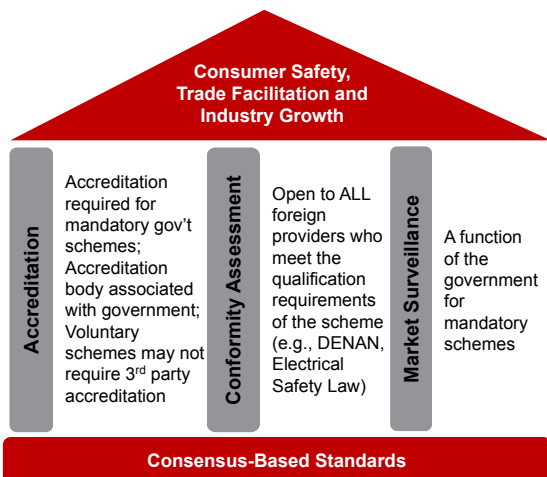 Consumer Safety,
Trade Facilitation and
Industry Growth
Accreditation
Accreditation
required for
mandatory gov’t
schemes;
Accreditation
body associated
with government;
Voluntary
schemes may not
require 3rd party
accreditation
Conformity Assessment
Open to ALL
foreign
providers who
meet the
qualification
requirements
of the scheme
(e.g., DENAN,
Electrical
Safety Law)
Market Surveillance
A function
of the
government
for
mandatory
schemes
Consensus-Based Standards